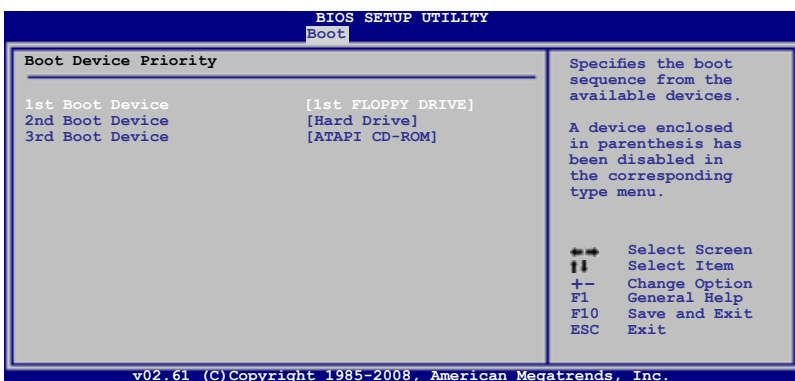 BIOS SETUP UTILITY
Boot
Boot Device Priority
1st Boot Device [1st FLOPPY DRIVE]
2nd Boot Device [Hard Drive]
3rd Boot Device [ATAPI CD-ROM]
Specifies the boot
sequence from the
available devices.
A device enclosed
in parenthesis has
been disabled in
the corresponding
type menu.
←→ Select Screen
↑↓ Select Item
+- Change Option
F1 General Help
F10 Save and Exit
ESC Exit
v02.61 (C)Copyright 1985-2008, American Megatrends, Inc.